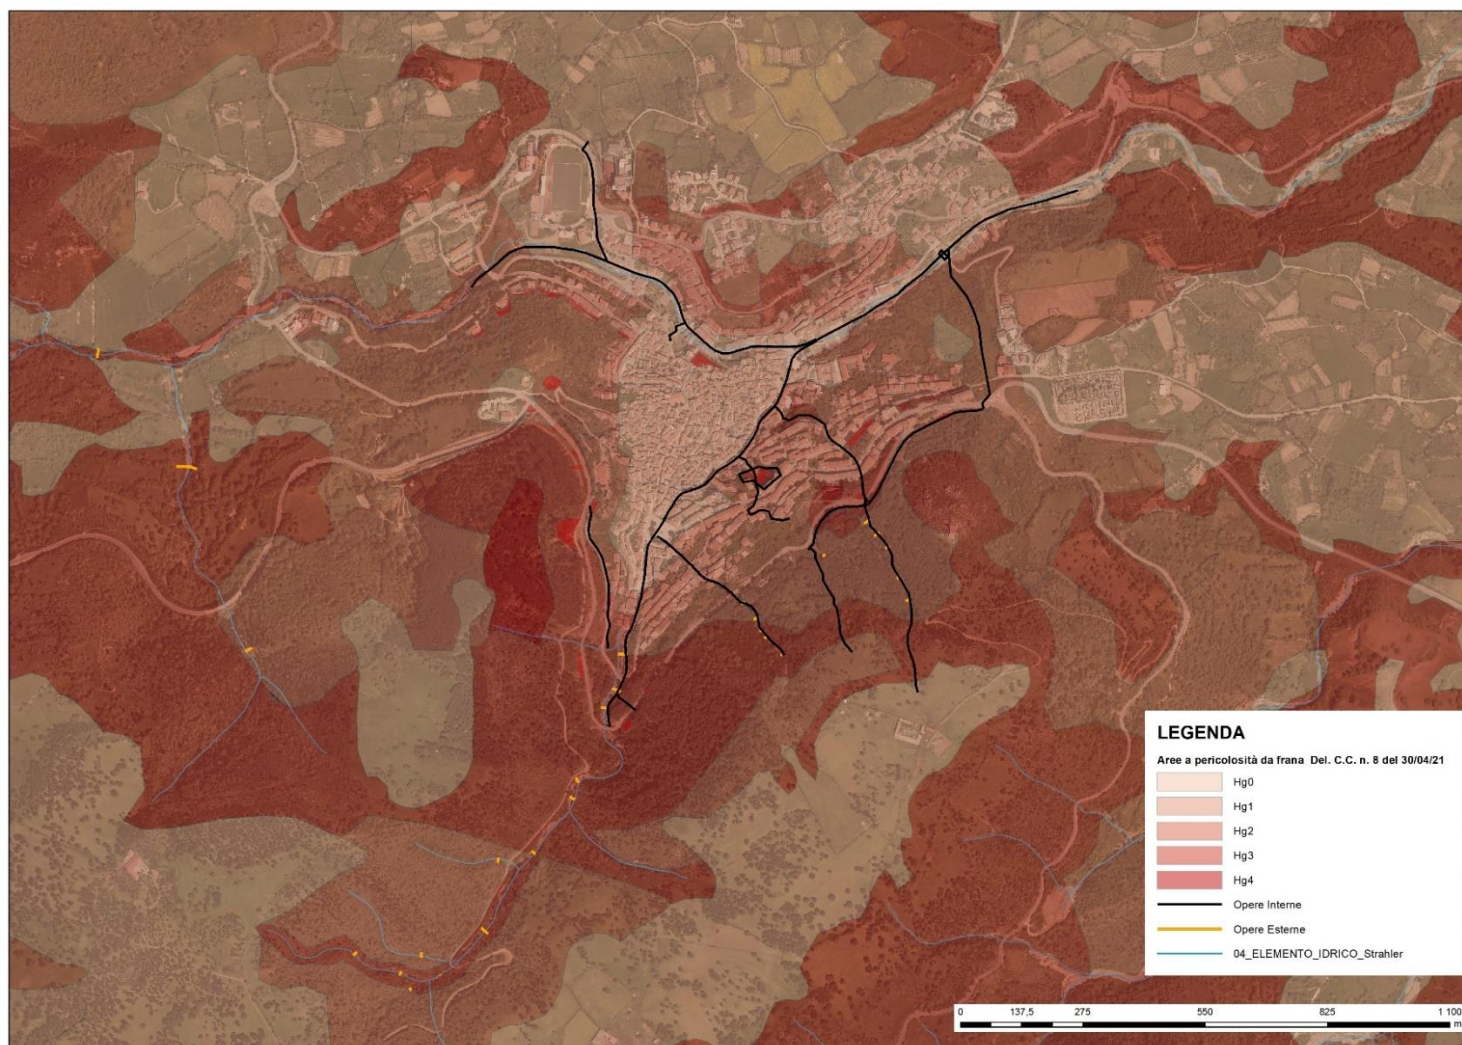 LEGENDA
Aree a pericolosità da frana Del. C.C. n. 8 del 30/04/21
Hg0
Hg1
Hg2
Hg3
Hg4
Opere Interne
Opere Esterne
04_ELEMENTO_IDRICO_Strahler
0 137,5 275 550 825 1 100
m